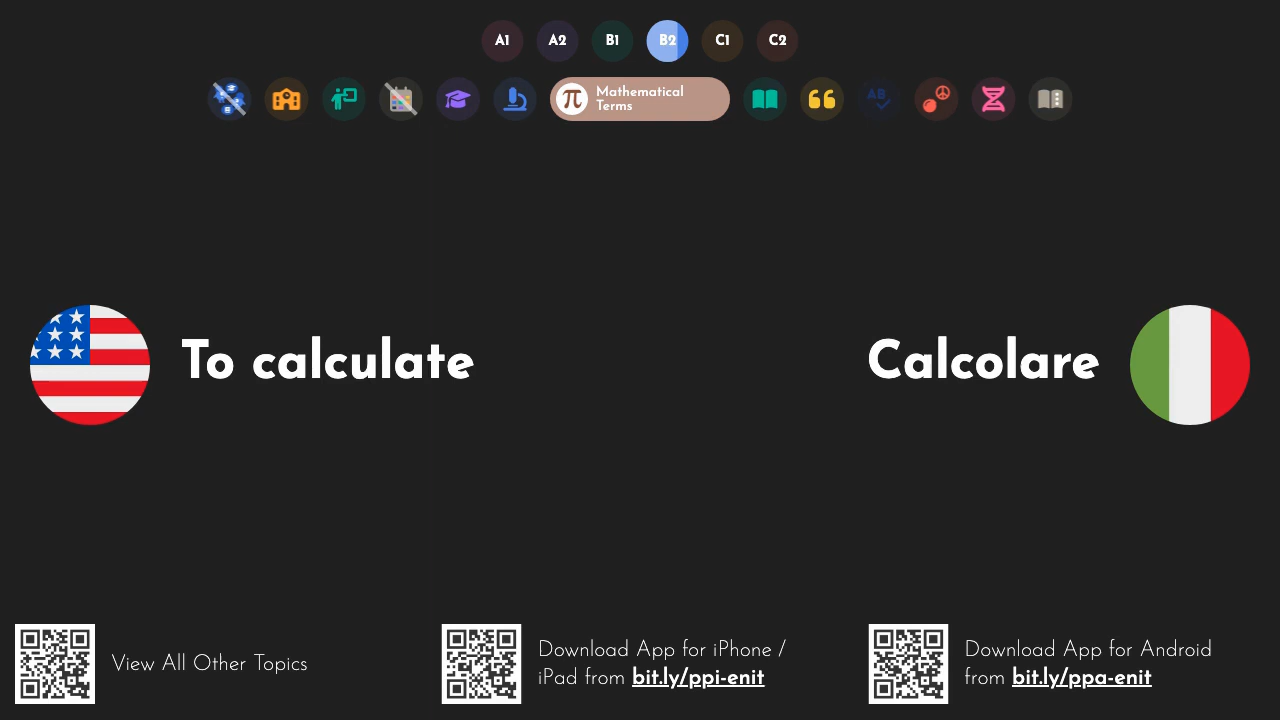 A1 A2 B1 B2 C1 C2
Mathematical
Terms
AB
To calculate
Calcolare
View All Other Topics
Download App for iPhone /
iPad from bit.ly/ppi-enit
Download App for Android
from bit.ly/ppa-enit